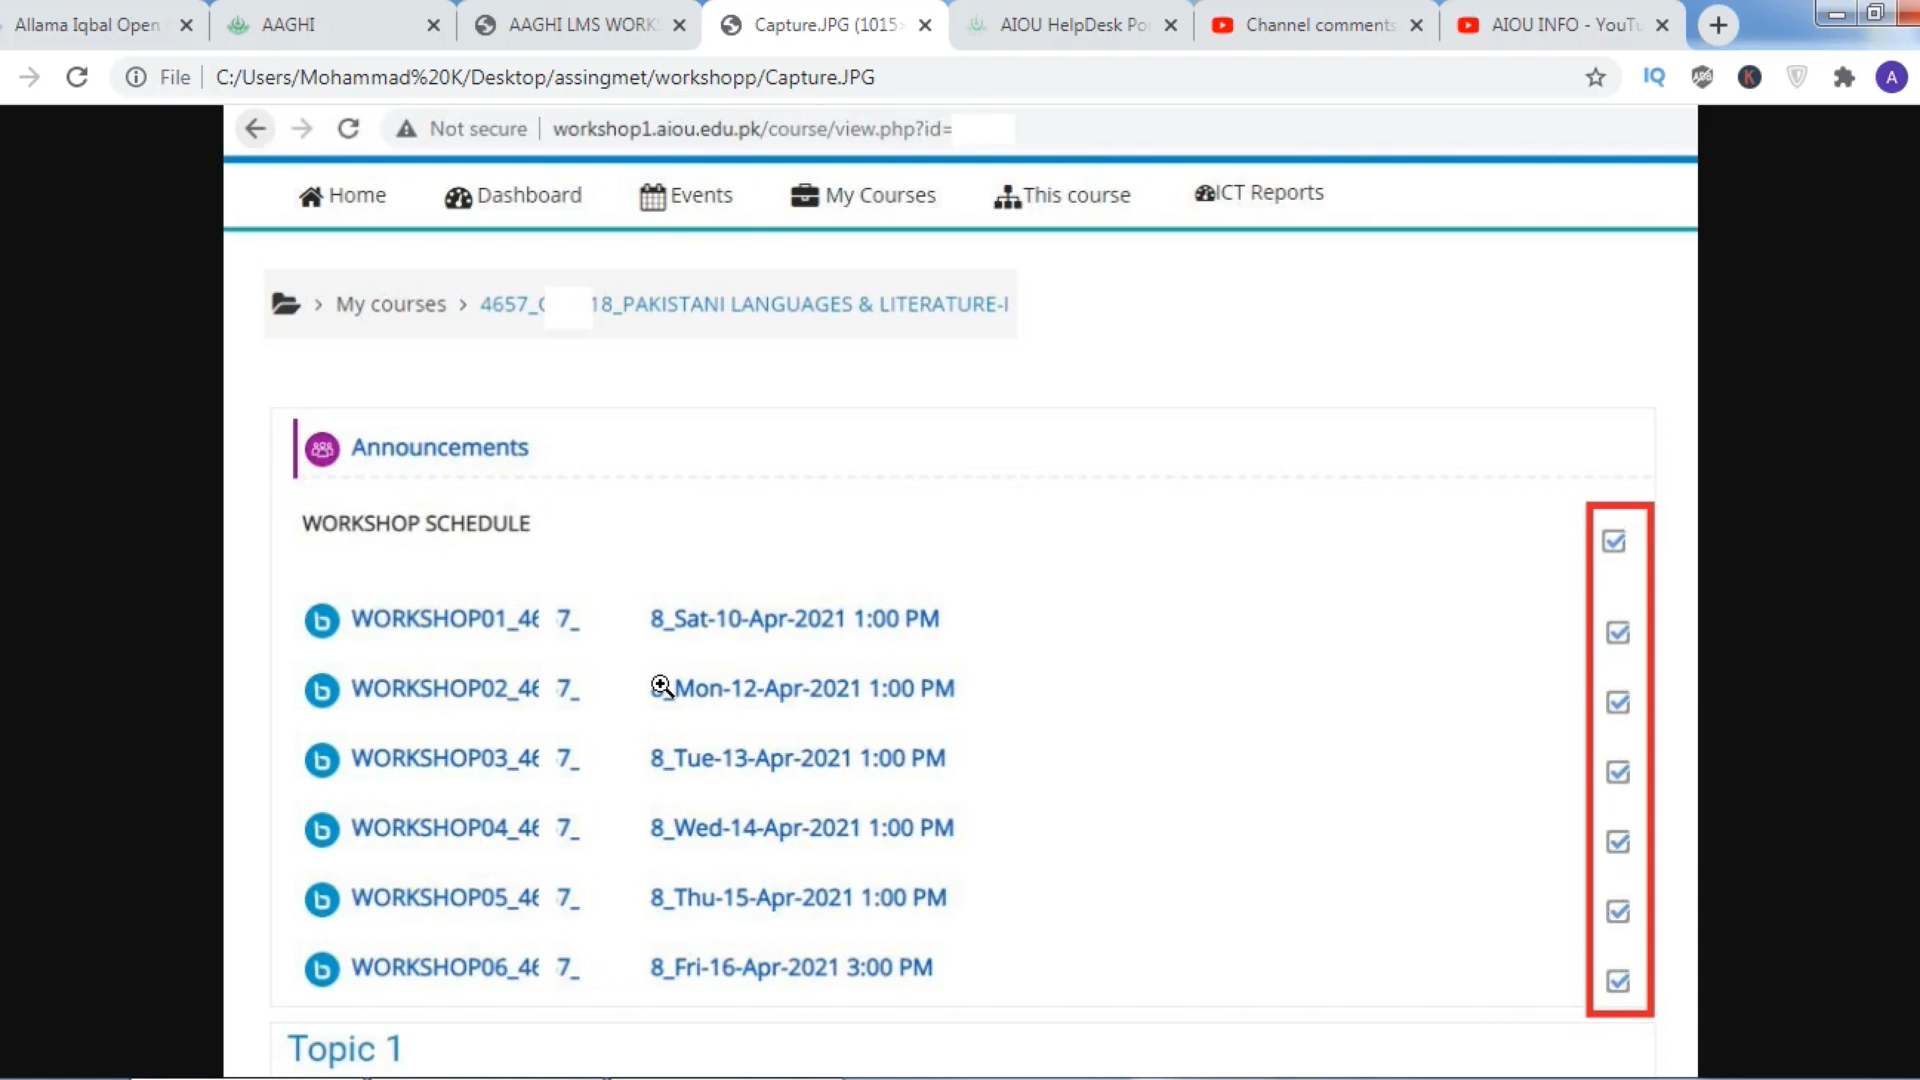 Allama Iqbal Open
AAGHI
AAGHI LMS WORK
Capture.JPG (1015
AIOU HelpDesk Po
Channel comments
AIOU INFO - YouTu
File
C:/Users/Mohammad%20K/Desktop/assingmet/workshopp/Capture.JPG
IQ
K
A
Not secure
workshop1.aiou.edu.pk/course/view.php?id=
Home
Dashboard
Events
My Courses
This course
ICT Reports
> My courses > 4657_ 18_PAKISTANI LANGUAGES & LITERATURE-I
Announcements
WORKSHOP SCHEDULE
b WORKSHOP01_46 7_ 8_Sat-10-Apr-2021 1:00 PM
b WORKSHOP02_46 7_ 8_Mon-12-Apr-2021 1:00 PM
b WORKSHOP03_46 7_ 8_Tue-13-Apr-2021 1:00 PM
b WORKSHOP04_46 7_ 8_Wed-14-Apr-2021 1:00 PM
b WORKSHOP05_46 7_ 8_Thu-15-Apr-2021 1:00 PM
b WORKSHOP06_46 7_ 8_Fri-16-Apr-2021 3:00 PM
Topic 1